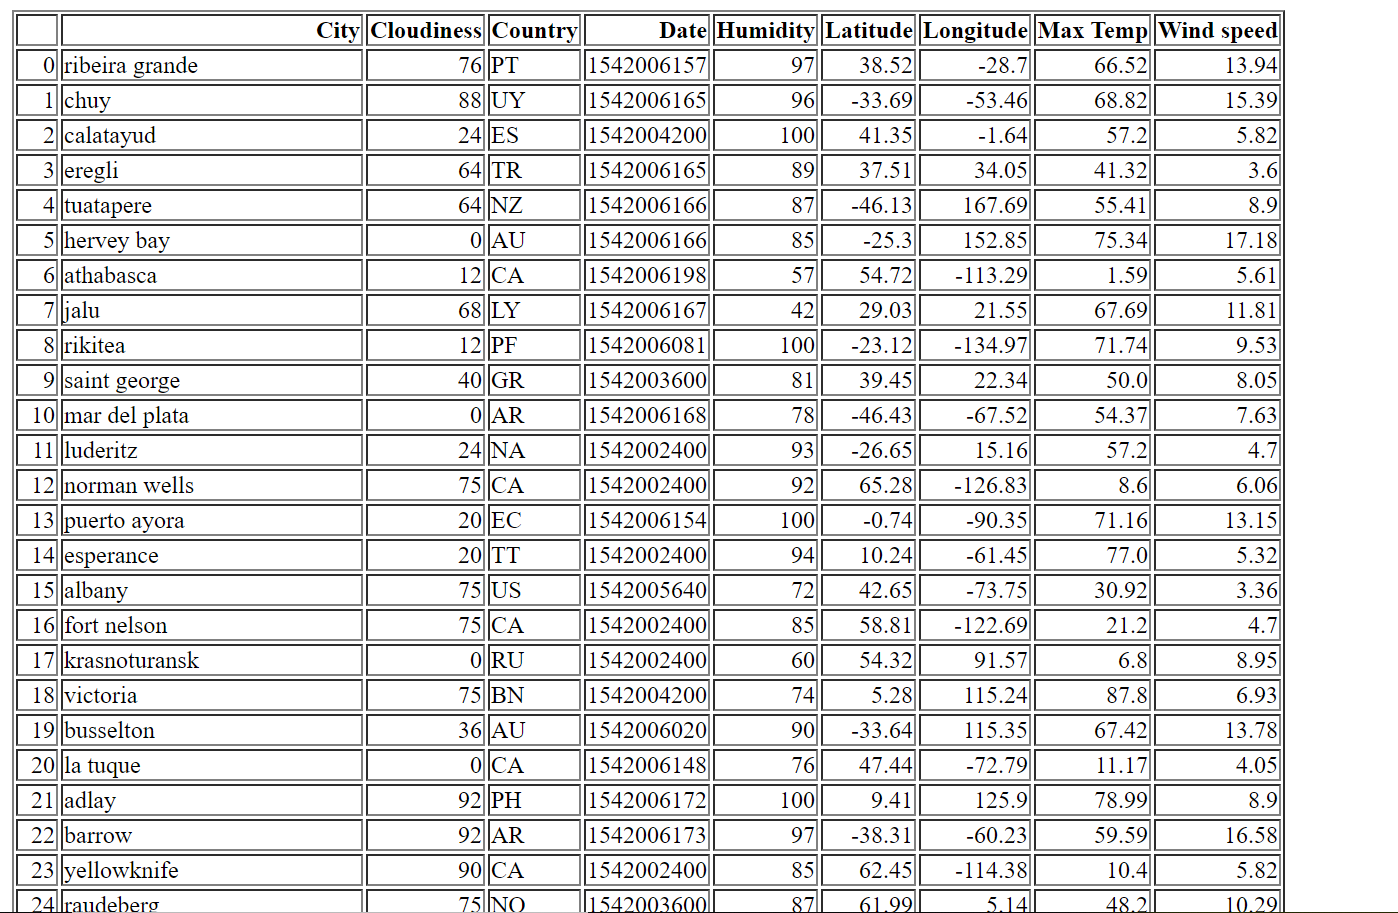 City Cloudiness Country Date Humidity Latitude Longitude Max Temp Wind speed
0 ribeira grande 76 PT 1542006157 97 38.52 -28.7 66.52 13.94
1 chuy 88 UY 1542006165 96 -33.69 -53.46 68.82 15.39
2 calatayud 24 ES 1542004200 100 41.35 -1.64 57.2 5.82
3 eregli 64 TR 1542006165 89 37.51 34.05 41.32 3.6
4 tuatapere 64 NZ 1542006166 87 -46.13 167.69 55.41 8.9
5 hervey bay 0 AU 1542006166 85 -25.3 152.85 75.34 17.18
6 athabasca 12 CA 1542006198 57 54.72 -113.29 1.59 5.61
7 jalu 68 LY 1542006167 42 29.03 21.55 67.69 11.81
8 rikitea 12 PF 1542006081 100 -23.12 -134.97 71.74 9.53
9 saint george 40 GR 1542003600 81 39.45 22.34 50.0 8.05
10 mar del plata 0 AR 1542006168 78 -46.43 -67.52 54.37 7.63
11 luderitz 24 NA 1542002400 93 -26.65 15.16 57.2 4.7
12 norman wells 75 CA 1542002400 92 65.28 -126.83 8.6 6.06
13 puerto ayora 20 EC 1542006154 100 -0.74 -90.35 71.16 13.15
14 esperance 20 TT 1542002400 94 10.24 -61.45 77.0 5.32
15 albany 75 US 1542005640 72 42.65 -73.75 30.92 3.36
16 fort nelson 75 CA 1542002400 85 58.81 -122.69 21.2 4.7
17 krasnoturansk 0 RU 1542002400 60 54.32 91.57 6.8 8.95
18 victoria 75 BN 1542004200 74 5.28 115.24 87.8 6.93
19 busselton 36 AU 1542006020 90 -33.64 115.35 67.42 13.78
20 la tuque 0 CA 1542006148 76 47.44 -72.79 11.17 4.05
21 adlay 92 PH 1542006172 100 9.41 125.9 78.99 8.9
22 barrow 92 AR 1542006173 97 -38.31 -60.23 59.59 16.58
23 yellowknife 90 CA 1542002400 85 62.45 -114.38 10.4 5.82
24 raudeberg 75 NO 1542003600 87 61.99 5.14 48.2 10.29